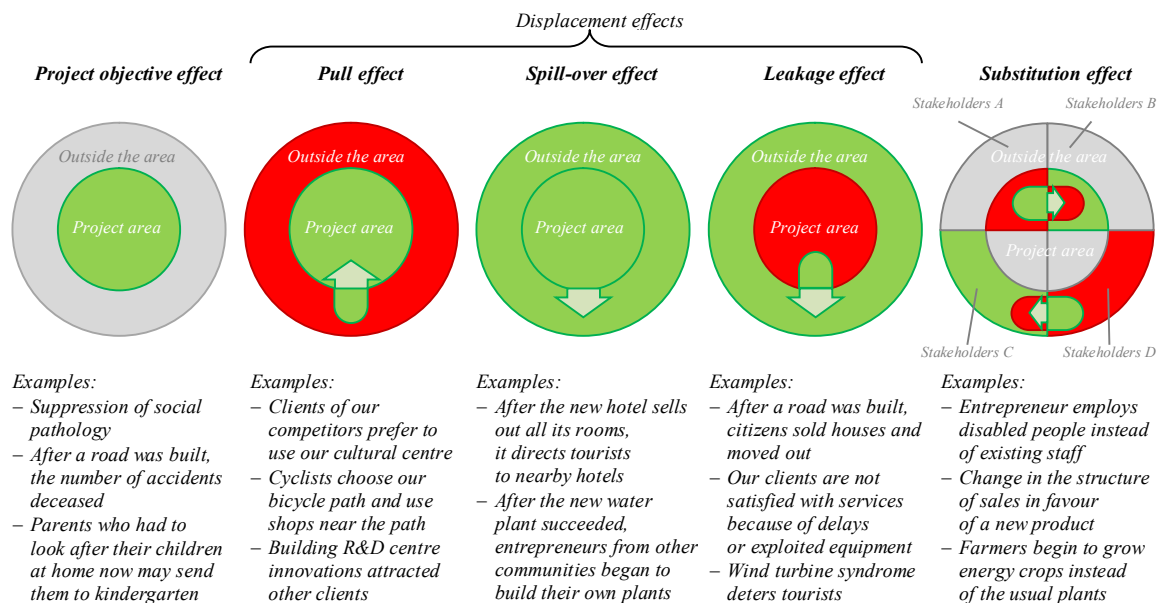 Displacement effects
Project objective effect
Pull effect
Spill-over effect
Leakage effect
Substitution effect
Stakeholders A
Stakeholders B
Outside the area
Project area
Outside the area
Project area
Outside the area
Project area
Outside the area
Project area
Outside the area
Project area
Stakeholders C
Stakeholders D
Examples:
– Suppression of social
pathology
– After a road was built,
the number of accidents
deceased
– Parents who had to
look after their children
at home now may send
them to kindergarten
Examples:
– Clients of our
competitors prefer to
use our cultural centre
– Cyclists choose our
bicycle path and use
shops near the path
– Building R&D centre
innovations attracted
other clients
Examples:
– After the new hotel sells
out all its rooms,
it directs tourists
to nearby hotels
– After the new water
plant succeeded,
entrepreneurs from other
communities began to
build their own plants
Examples:
– After a road was built,
citizens sold houses and
moved out
– Our clients are not
satisfied with services
because of delays
or exploited equipment
– Wind turbine syndrome
deters tourists
Examples:
– Entrepreneur employs
disabled people instead
of existing staff
– Change in the structure
of sales in favour
of a new product
– Farmers begin to grow
energy crops instead
of the usual plants